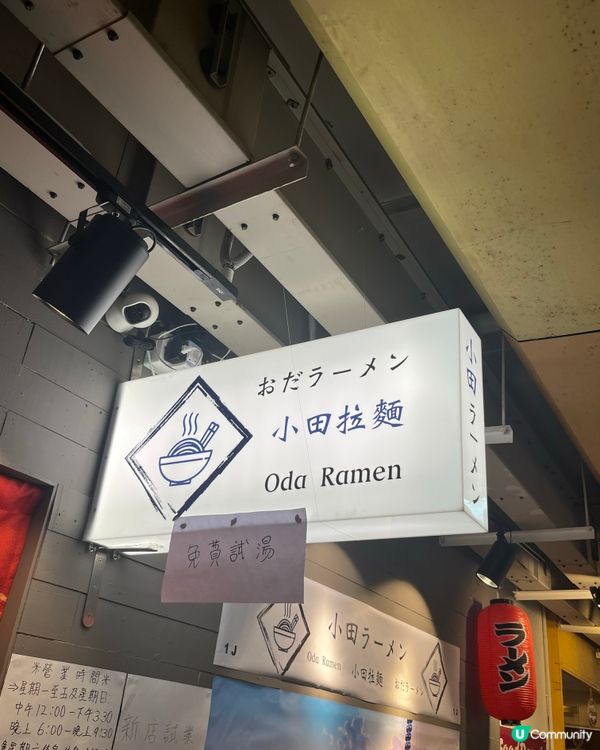 おだラーメン
小田拉麵
Oda Ramen
小田ラーメン
免費試湯
1J
小田ラーメン
Oda Ramen 小田拉麵 おだラーメン
ラーメン
米營業時間米
⇒星期一至五及星期日
中午12:00-下午3:30
晚上6:00-晚上9:30
新店試業
U Community